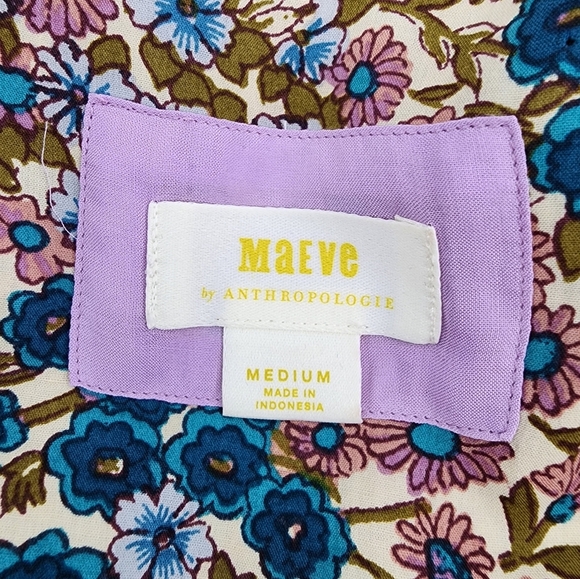 MaEVe
by ANTHROPOLOGIE
MEDIUM
MADE IN
INDONESIA